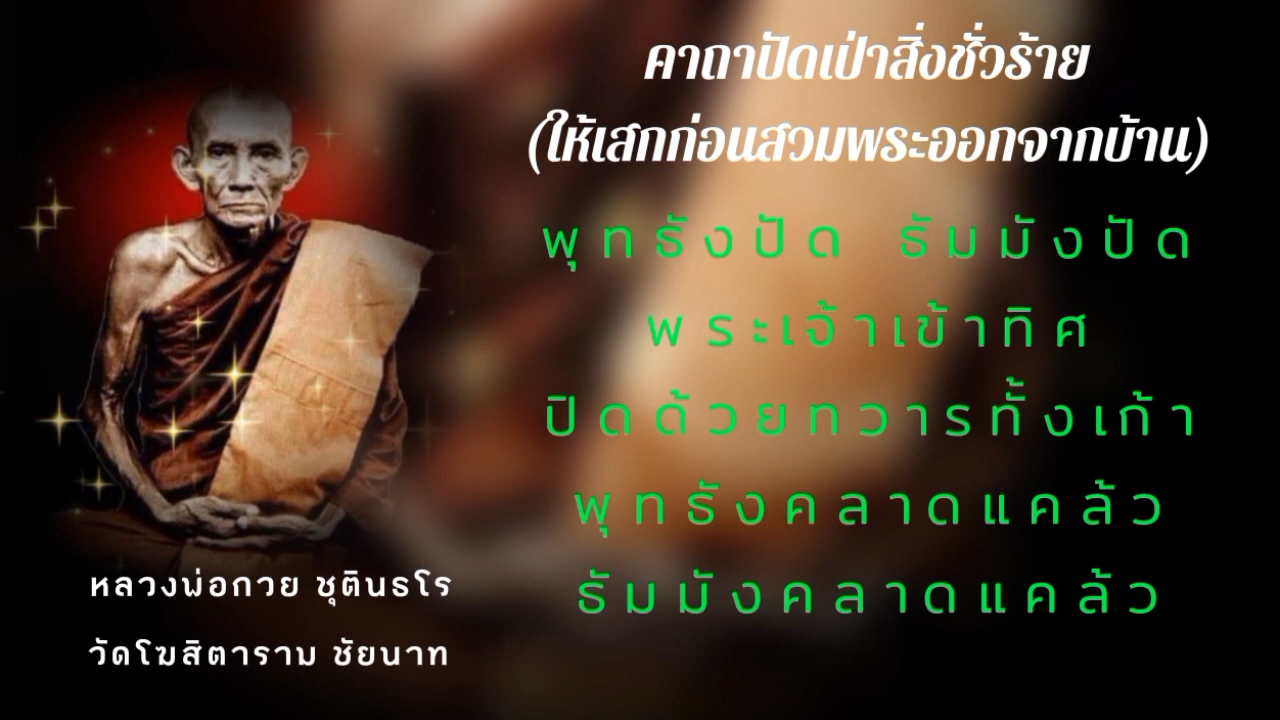 คาถาปัดเป่าสิ่งชั่วร้าย
(ให้เสกก่อนสวมพระออกจากบ้าน)
พุทธังปัด ธัมมังปัด
พระเจ้าเข้าทิศ
ปิดด้วยทวารทั้งเก้า
พุทธังคลาดแคล้ว
ธัมมังคลาดแคล้ว
หลวงพ่อกวย ชุตินธโร
วัดโฆสิตาราม ชัยนาท